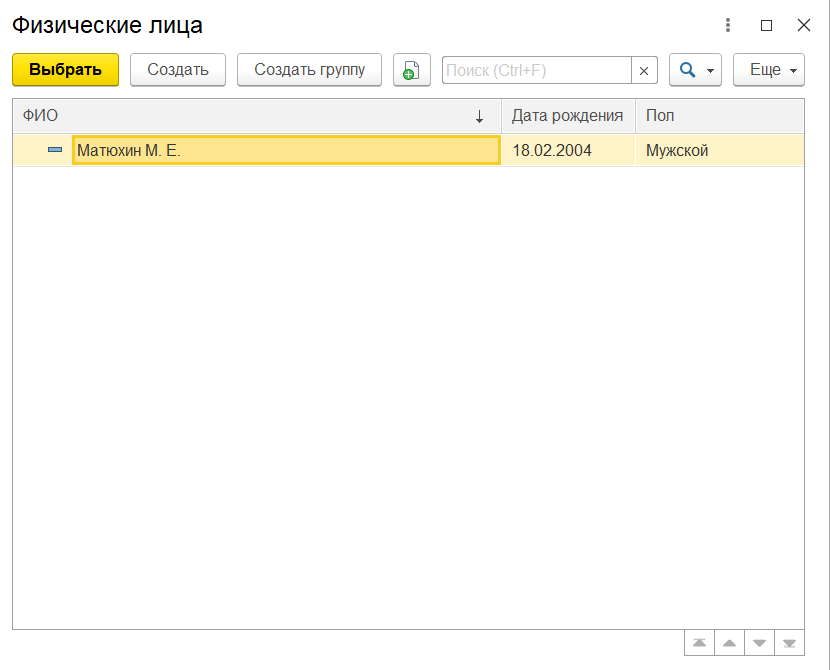 Физические лица
Выбрать Создать Создать группу Поиск (Ctrl+F) × Еще
ФИО ↓ Дата рождения Пол
Матюхин М. Е. 18.02.2004 Мужской